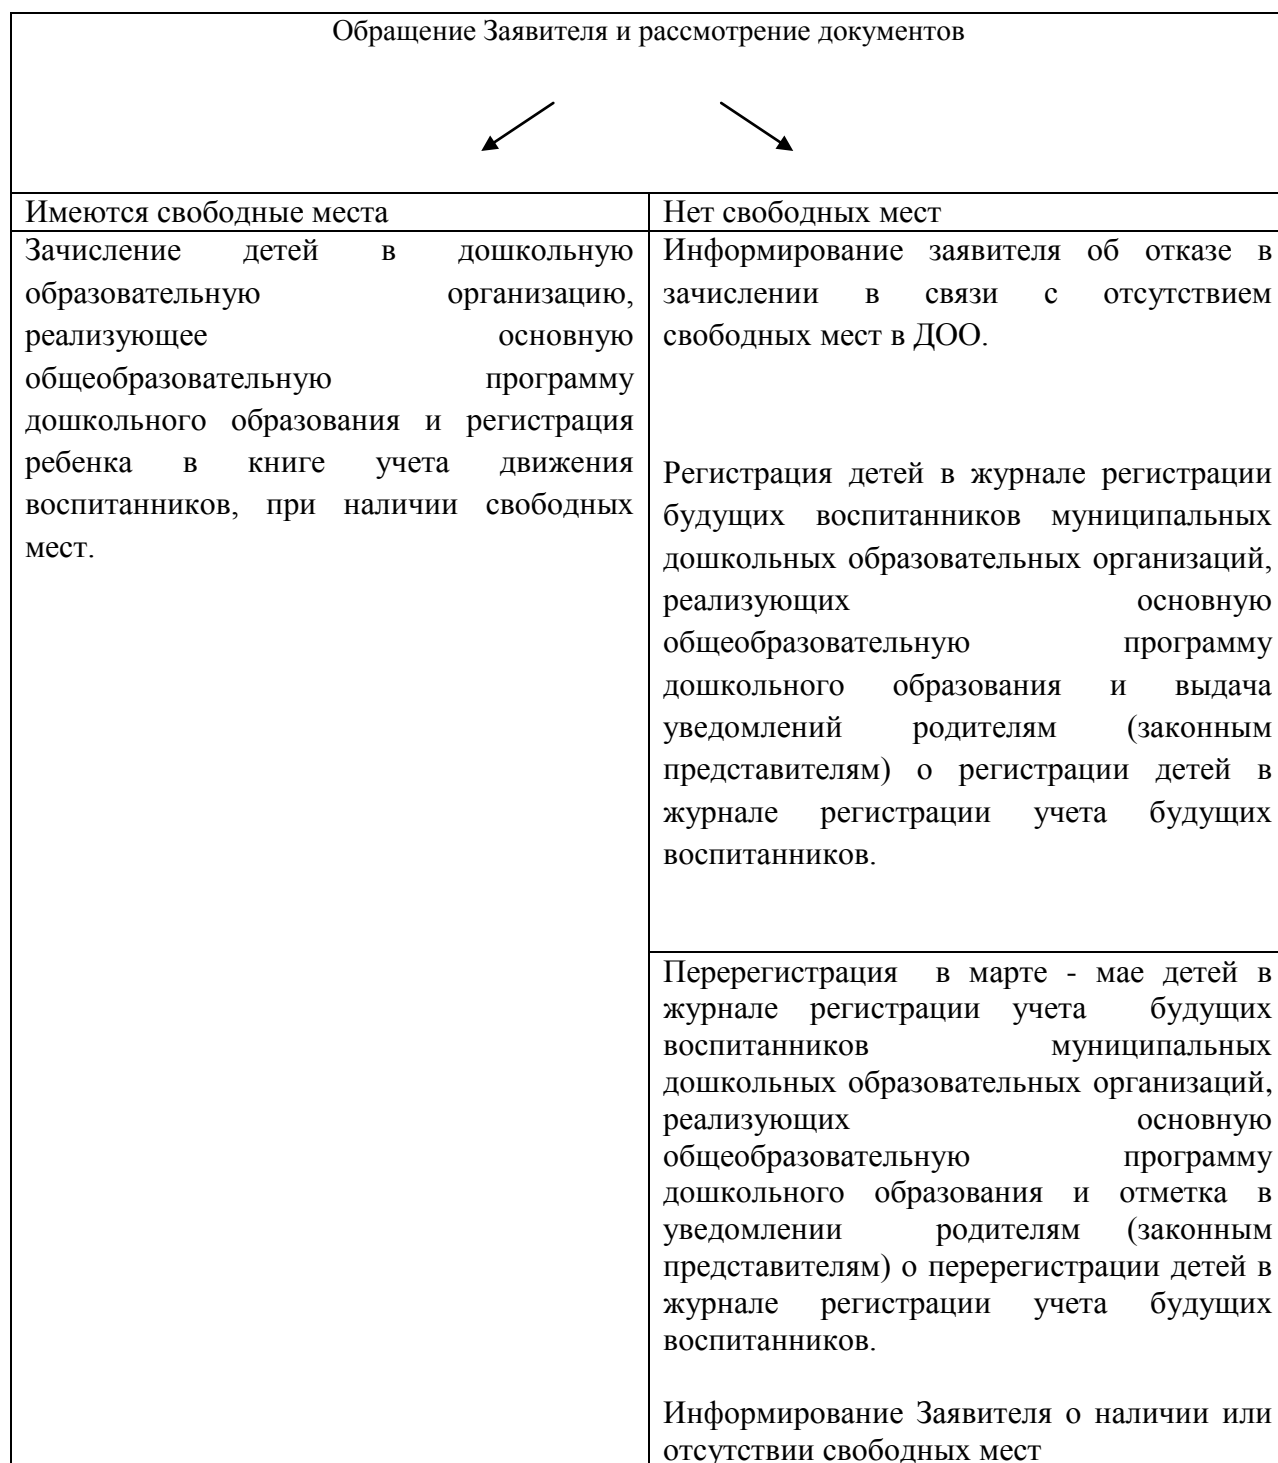 Обращение Заявителя и рассмотрение документов
Имеются свободные места
Зачисление детей в дошкольную
образовательную организацию,
реализующее основную
общеобразовательную программу
дошкольного образования и регистрация
ребенка в книге учета движения
воспитанников, при наличии свободных
мест.
Нет свободных мест
Информирование заявителя об отказе в
зачислении в связи с отсутствием
свободных мест в ДОО.
Регистрация детей в журнале регистрации
будущих воспитанников муниципальных
дошкольных образовательных организаций,
реализующих основную
общеобразовательную программу
дошкольного образования и выдача
уведомлений родителям (законным
представителям) о регистрации детей в
журнале регистрации учета будущих
воспитанников.
Перерегистрация в марте - мае детей в
журнале регистрации учета будущих
воспитанников муниципальных
дошкольных образовательных организаций,
реализующих основную
общеобразовательную программу
дошкольного образования и отметка в
уведомлении родителям (законным
представителям) о перерегистрации детей в
журнале регистрации учета будущих
воспитанников.
Информирование Заявителя о наличии или
отсутствии свободных мест